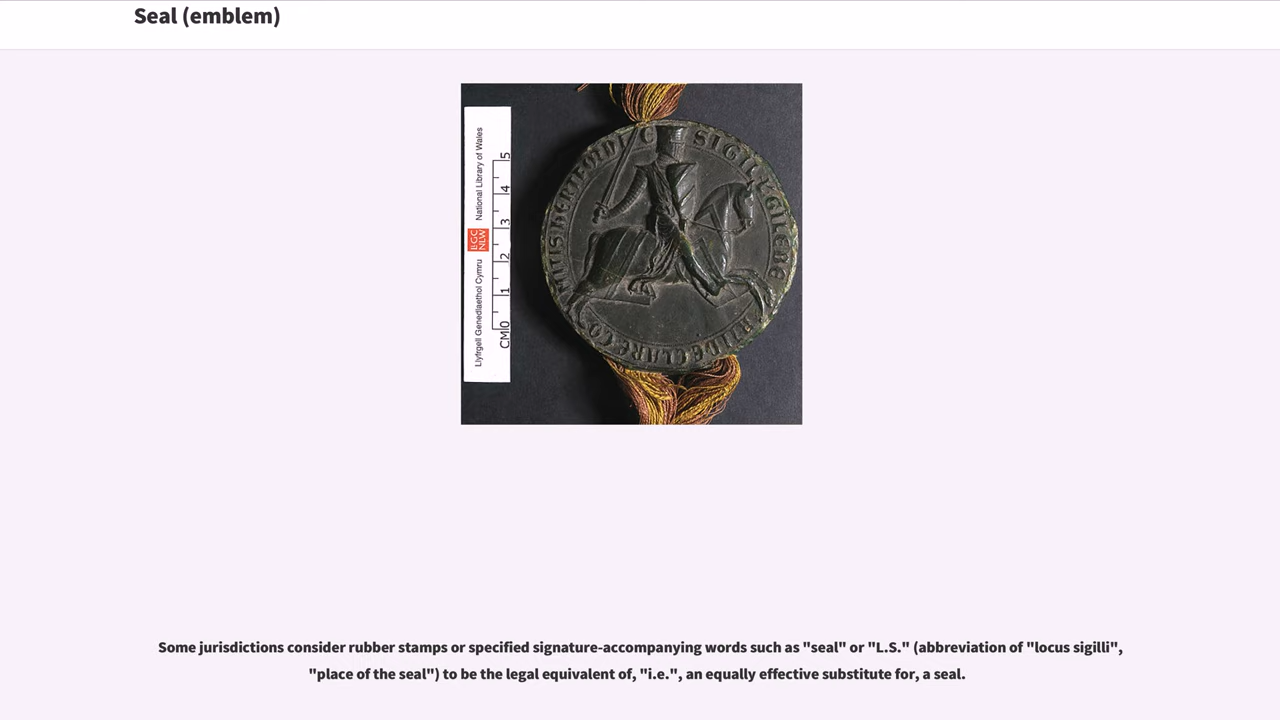 Seal (emblem)
Llyfrgell Genedlaethol Cymru
LLGC
NLW
National Library of Wales
CM 0 1 2 3 4 5
Some jurisdictions consider rubber stamps or specified signature-accompanying words such as "seal" or "L.S." (abbreviation of "locus sigilli",
"place of the seal") to be the legal equivalent of, "i.e.", an equally effective substitute for, a seal.